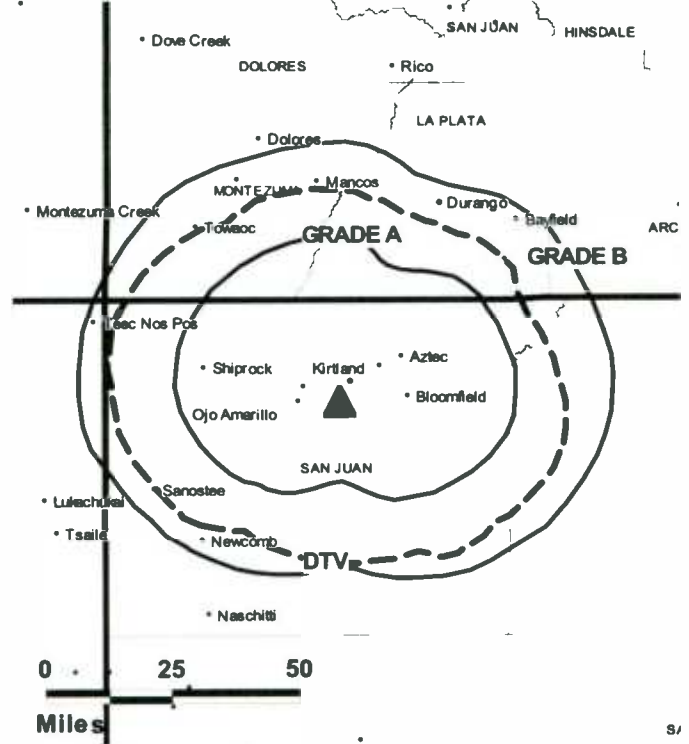 SAN JUAN
HINSDALE
Dove Creek
DOLORES
Rico
LA PLATA
Dolores
MONTEZUMA
Mancos
Montezuma Creek
Durango
Bayfield
Towaoc
GRADE A
ARC
GRADE B
Teec Nos Pos
Shiprock
Kirtland
Aztec
Bloomfield
Ojo Amarillo
SAN JUAN
Sanostee
Lukachukai
Tsaile
Newcomb
DTV
Naschitti
0 25 50
Miles
SA